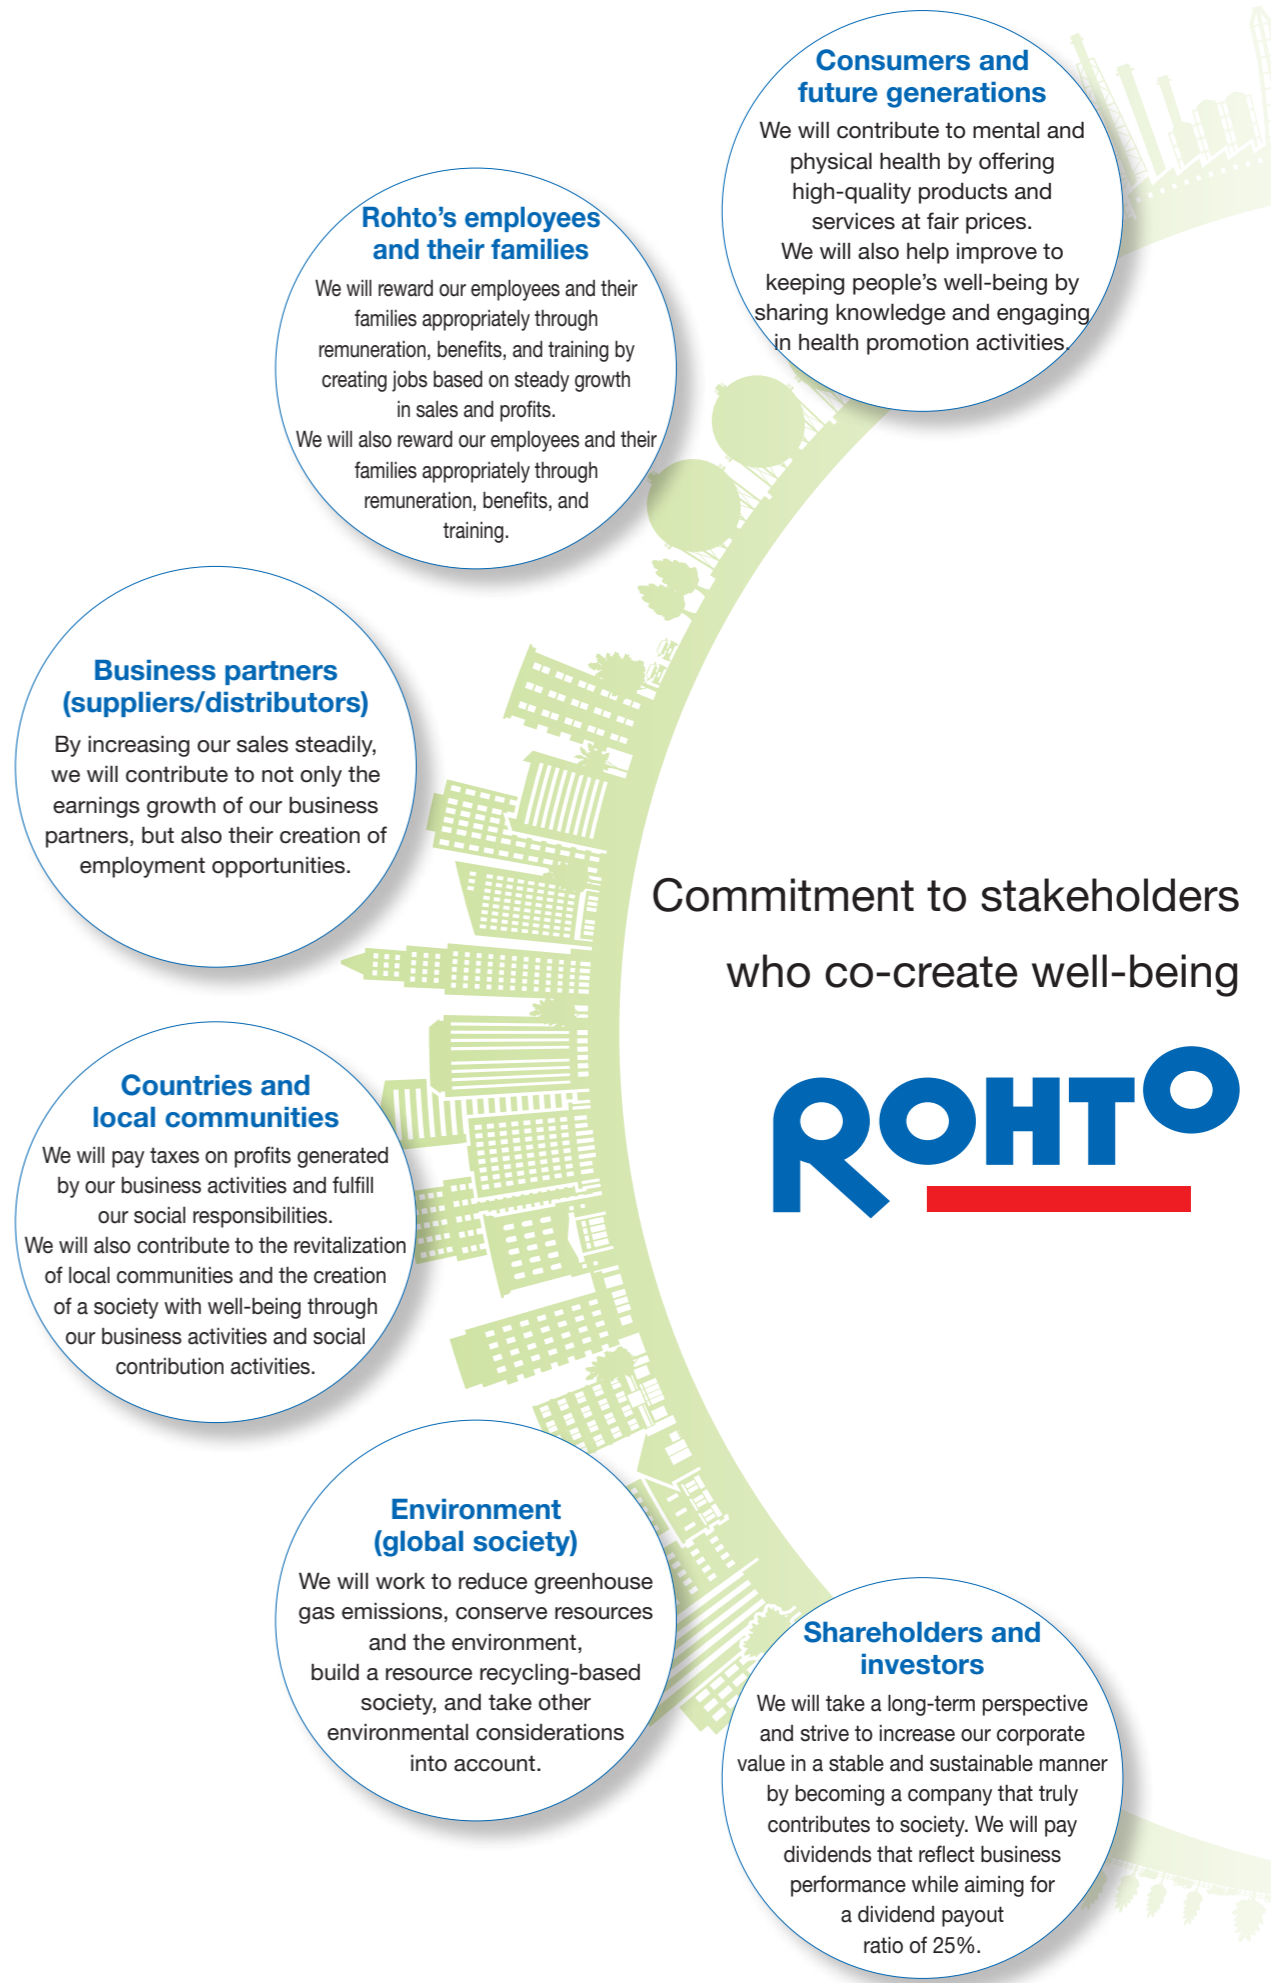 Consumers and
future generations
We will contribute to mental and
physical health by offering
high-quality products and
services at fair prices.
We will also help improve to
keeping people’s well-being by
sharing knowledge and engaging
in health promotion activities.
Rohto’s employees
and their families
We will reward our employees and their
families appropriately through
remuneration, benefits, and training by
creating jobs based on steady growth
in sales and profits.
We will also reward our employees and their
families appropriately through
remuneration, benefits, and
training.
Business partners
(suppliers/distributors)
By increasing our sales steadily,
we will contribute to not only the
earnings growth of our business
partners, but also their creation of
employment opportunities.
Commitment to stakeholders
who co-create well-being
ROHTO
Countries and
local communities
We will pay taxes on profits generated
by our business activities and fulfill
our social responsibilities.
We will also contribute to the revitalization
of local communities and the creation
of a society with well-being through
our business activities and social
contribution activities.
Environment
(global society)
We will work to reduce greenhouse
gas emissions, conserve resources
and the environment,
build a resource recycling-based
society, and take other
environmental considerations
into account.
Shareholders and
investors
We will take a long-term perspective
and strive to increase our corporate
value in a stable and sustainable manner
by becoming a company that truly
contributes to society. We will pay
dividends that reflect business
performance while aiming for
a dividend payout
ratio of 25%.